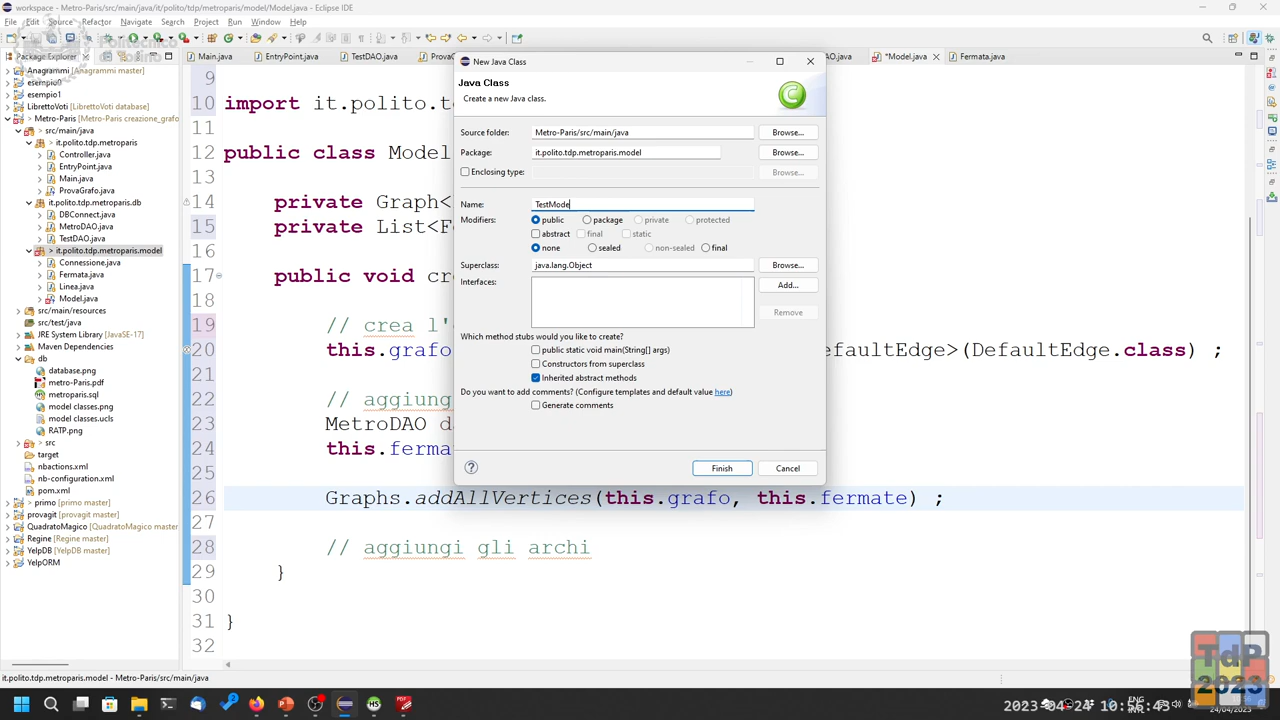 workspace - Metro-Paris/src/main/java/it/polito/tdp/metroparis/model/Model.java - Eclipse IDE
File Edit Source Refactor Navigate Search Project Run Window Help
Package Explorer
Main.java
EntryPoint.java
TestDAO.java
*Model.java
Fermata.java
Anagrammi [Anagrammi master]
esempio0
esempio1
LibrettoVoti [LibrettoVoti database]
Metro-Paris [Metro-Paris creazione_grafo
src/main/java
it.polito.tdp.metroparis
Controller.java
EntryPoint.java
Main.java
ProvaGrafo.java
it.polito.tdp.metroparis.db
DBConnect.java
MetroDAO.java
TestDAO.java
> it.polito.tdp.metroparis.model
Connessione.java
Fermata.java
Linea.java
Model.java
src/main/resources
src/test/java
JRE System Library [JavaSE-17]
Maven Dependencies
db
database.png
metro-Paris.pdf
metroparis.sql
model classes.png
model classes.ucls
RATP.png
> src
target
nbactions.xml
nb-configuration.xml
pom.xml
primo [primo master]
provagit [provagit master]
QuadratoMagico [QuadratoMagico master]
Regine [Regine master]
YelpDB [YelpDB master]
YelpORM
9
10 import it.polito.t
11
12 public class Model
13
14 private Graph<
15 private List<F
16
17 public void cr
18
19 // crea l'
20 this.grafo efaultEdge>(DefaultEdge.class) ;
21
22 // aggiung
23 MetroDAO d
24 this.ferma
25
26 Graphs.addAllVertices(this.grafo, this.fermate) ;
27
28 // aggiungi gli archi
29 }
30
31 }
32
New Java Class
Java Class
Create a new Java class.
Source folder: Metro-Paris/src/main/java Browse...
Package: it.polito.tdp.metroparis.model Browse...
Enclosing type: Browse...
Name: TestMode
Modifiers: public package private protected
abstract final static
none sealed non-sealed final
Superclass: java.lang.Object Browse...
Interfaces: Add...
Remove
Which method stubs would you like to create?
public static void main(String[] args)
Constructors from superclass
Inherited abstract methods
Do you want to add comments? (Configure templates and default value here)
Generate comments
Finish Cancel
it.polito.tdp.metroparis.model - Metro-Paris/src/main/java
TdP
2023
ENG
2023-04-24
24/04/2023